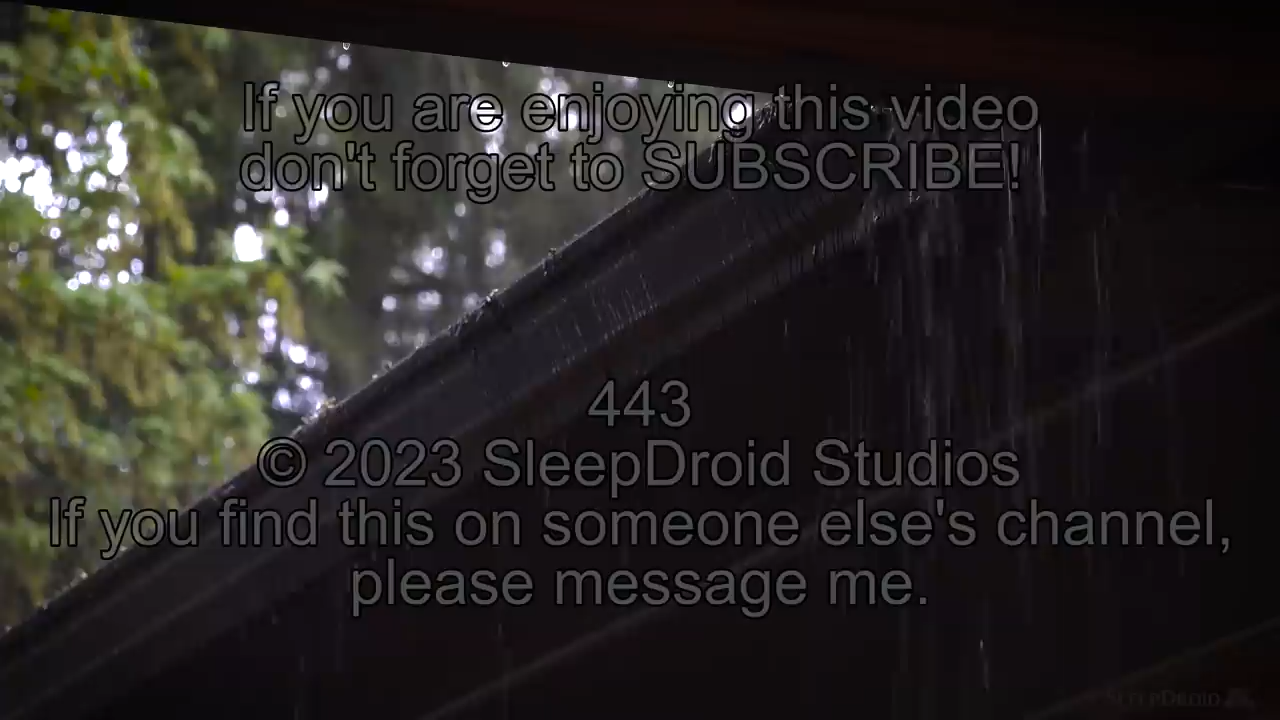 If you are enjoying this video
don't forget to SUBSCRIBE!
443
© 2023 SleepDroid Studios
If you find this on someone else's channel,
please message me.
SLEEPDROID